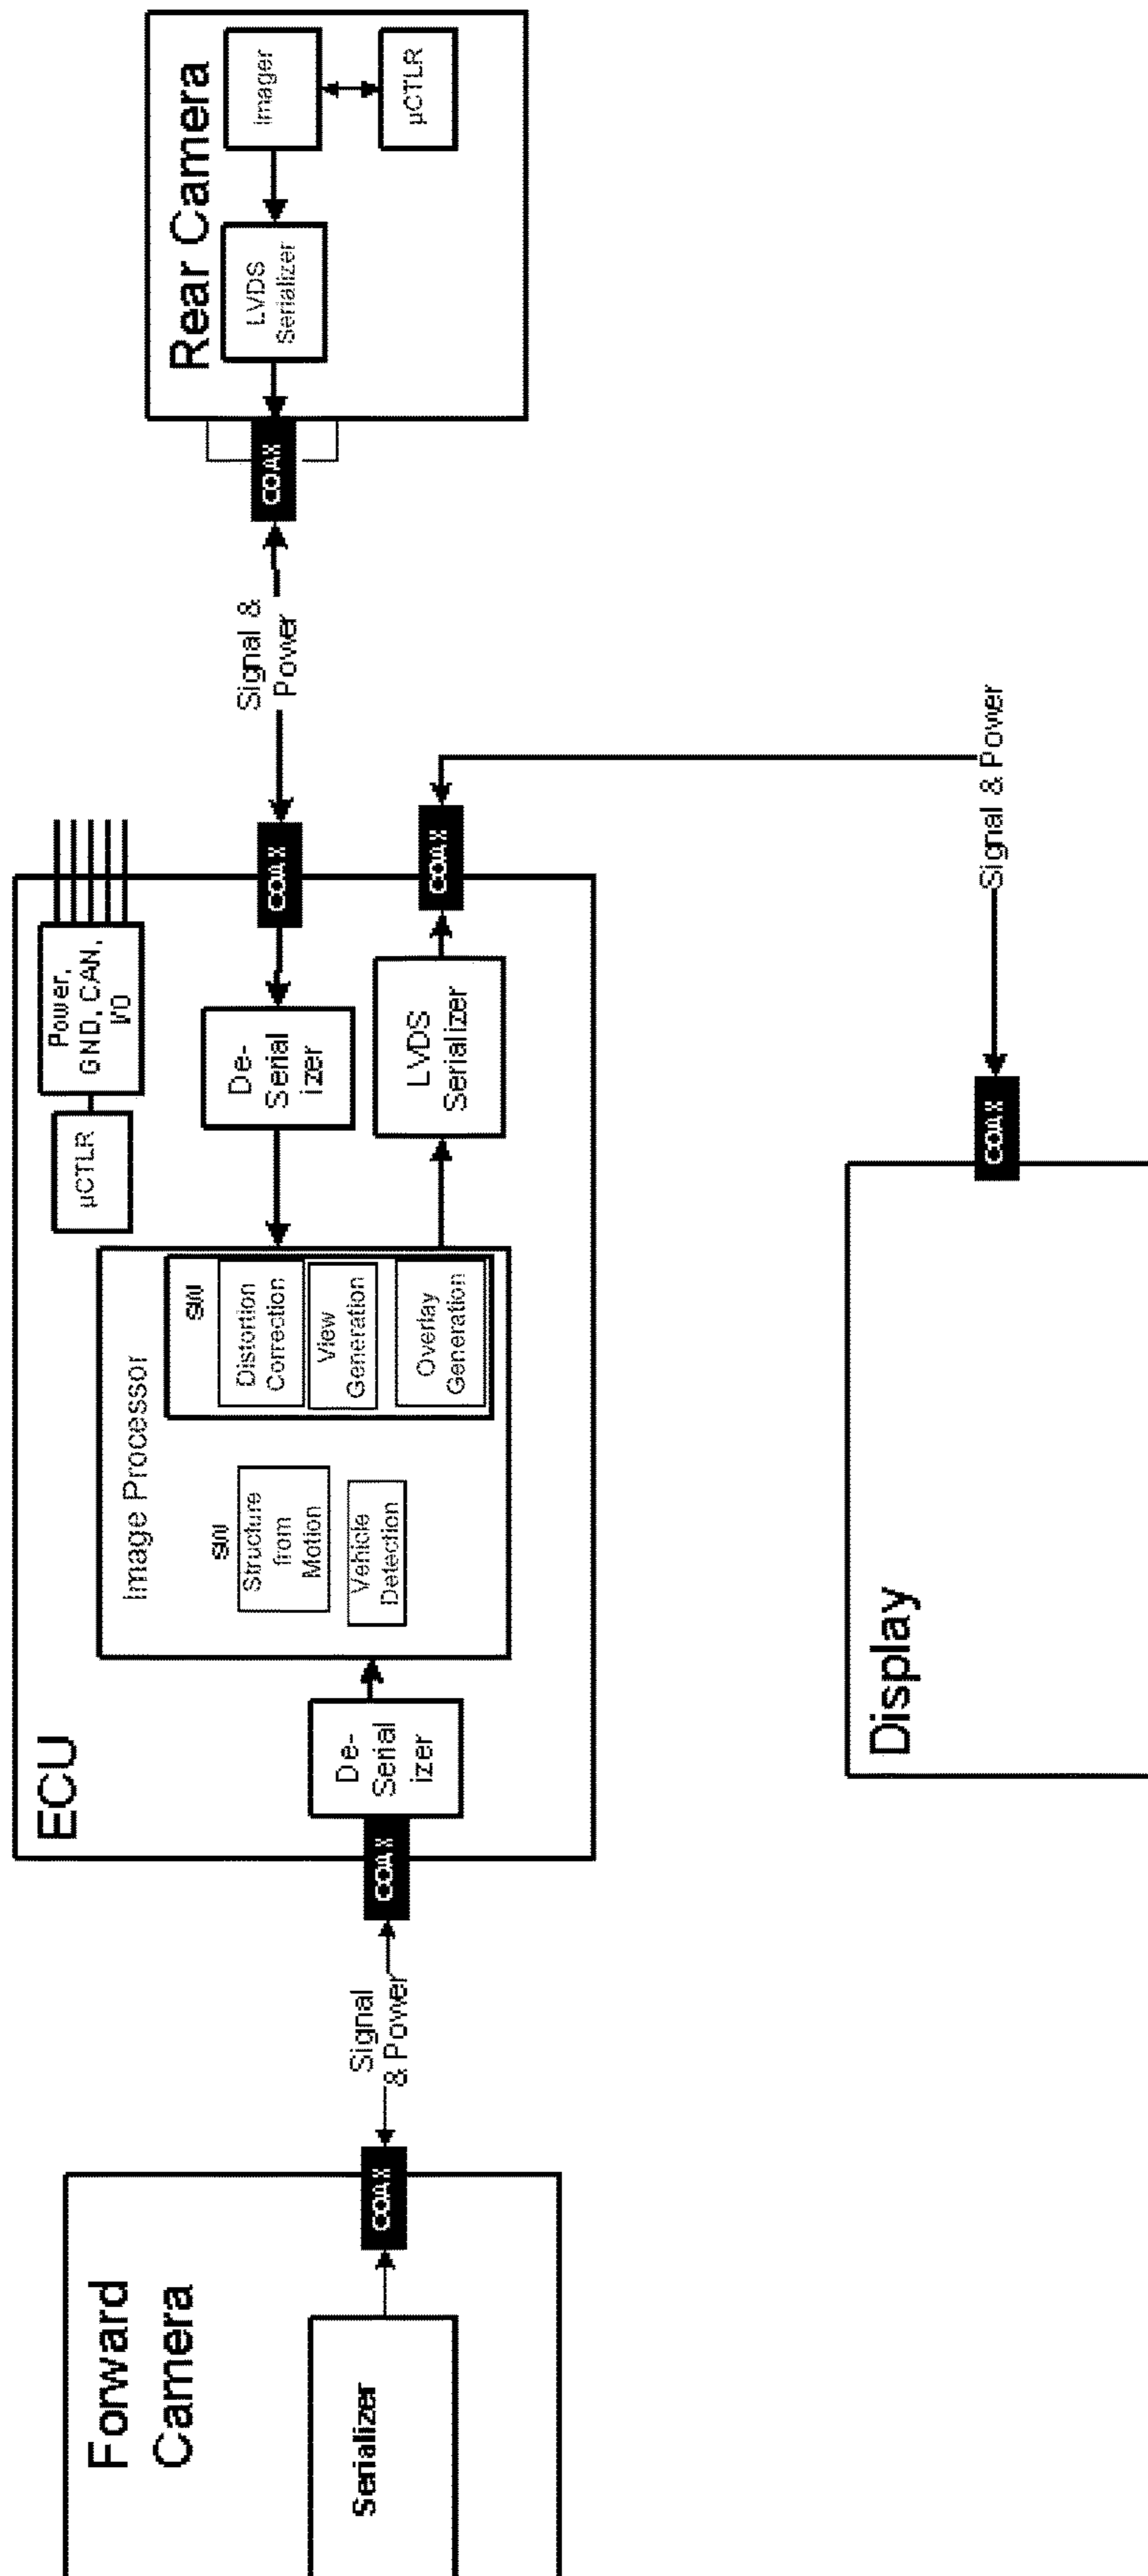 Forward
Camera
Serializer
COAX
Signal
& Power
COAX
ECU
De-
Serial
izer
Image Processor
SW
Structure
from
Motion
Vehicle
Detection
SW
Distortion
Correction
View
Generation
Overlay
Generation
µCTLR
Power,
GND, CAN,
I/O
De-
Serial
izer
LVDS
Serializer
COAX
COAX
Signal &
Power
COAX
Rear Camera
LVDS
Serializer
Imager
µCTLR
Signal & Power
COAX
Display